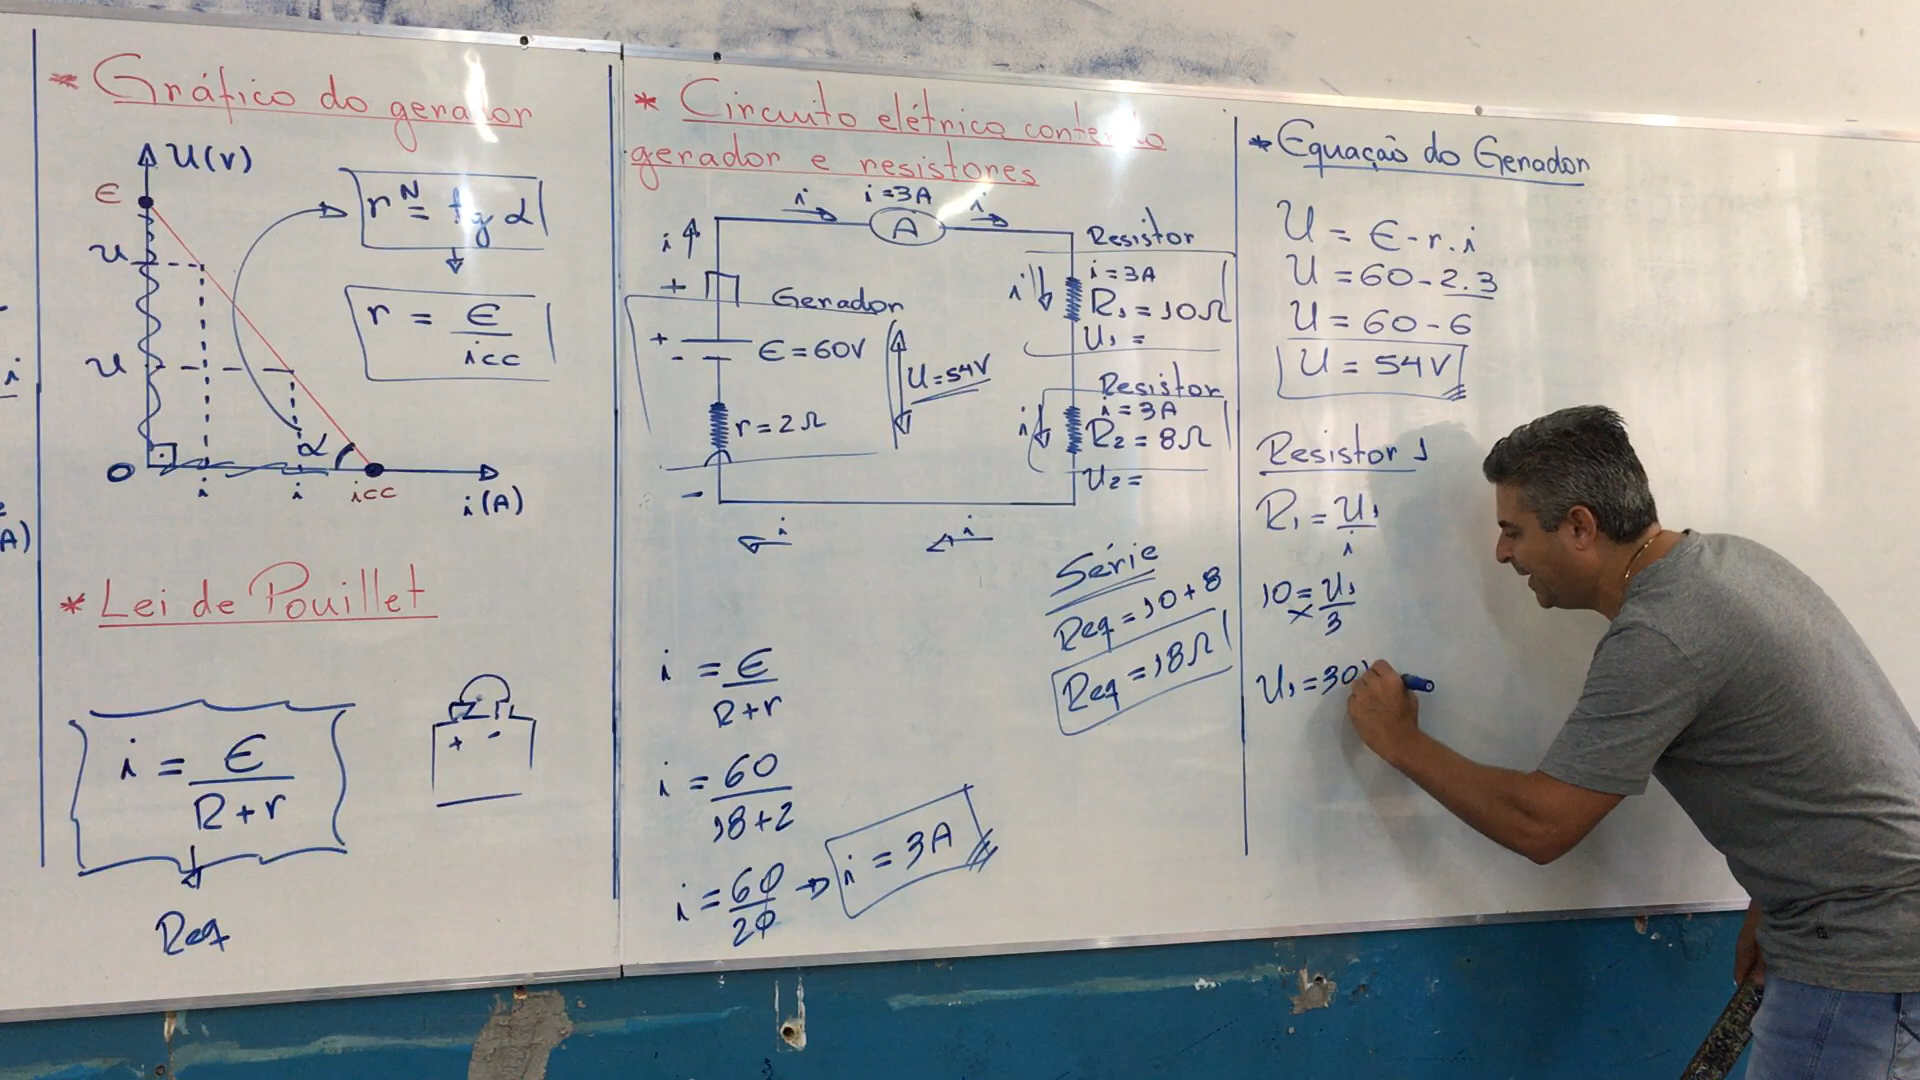 * Gráfico do gerador
U(V)
ε
U
U
O
i
i
icc
i(A)
α
r N= tg α
r = ε/icc
* Lei de Pouillet
i = ε/(R+r)
Req
+ -
i
A)
* Circuito elétrico contendo
gerador e resistores
i
i=3A
i
A
i
+
Gerador
+
-
ε=60V
U=54V
r=2Ω
-
i
i
Resistor
i=3A
R1=10Ω
U1=
i
Resistor
i=3A
R2=8Ω
U2=
i
Série
Req=10+8
Req=18Ω
i = ε/(R+r)
i = 60/(18+2)
i = 60/20 → i=3A
* Equação do Gerador
U = ε-r.i
U = 60-2.3
U = 60-6
U = 54V
Resistor 1
R1 = U1/i
10 = U1/3
×
U1=30